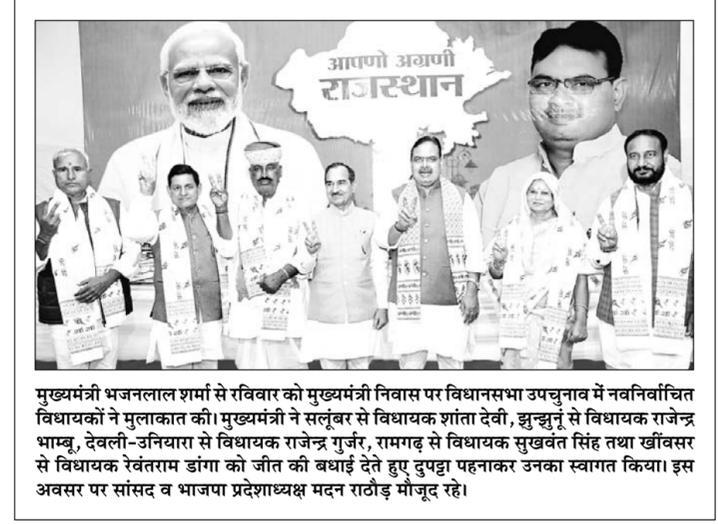 आपणो अग्रणी
राजस्थान
मुख्यमंत्री भजनलाल शर्मा से रविवार को मुख्यमंत्री निवास पर विधानसभा उपचुनाव में नवनिर्वाचित
विधायकों ने मुलाकात की। मुख्यमंत्री ने सलूंबर से विधायक शांता देवी, झुन्झुनूं से विधायक राजेन्द्र
भाम्बू, देवली-उनियारा से विधायक राजेन्द्र गुर्जर, रामगढ़ से विधायक सुखवंत सिंह तथा खींवसर
से विधायक रेवंतराम डांगा को जीत की बधाई देते हुए दुपट्टा पहनाकर उनका स्वागत किया। इस
अवसर पर सांसद व भाजपा प्रदेशाध्यक्ष मदन राठौड़ मौजूद रहे।